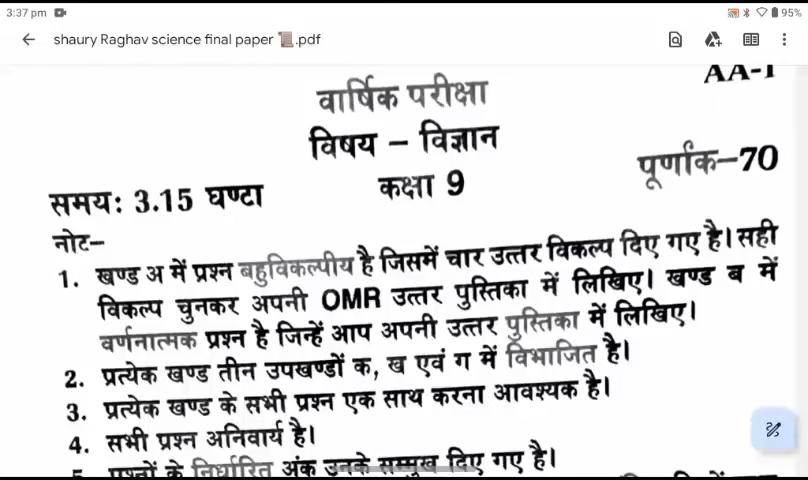 3:37 pm
95%
shaury Raghav science final paper 📜.pdf
AA-1
वार्षिक परीक्षा
विषय – विज्ञान
पूर्णांक–70
समय: 3.15 घण्टा
कक्षा 9
नोट–
1. खण्ड अ में प्रश्न बहुविकल्पीय है जिसमें चार उत्तर विकल्प दिए गए है। सही
विकल्प चुनकर अपनी OMR उत्तर पुस्तिका में लिखिए। खण्ड ब में
वर्णनात्मक प्रश्न है जिन्हें आप अपनी उत्तर पुस्तिका में लिखिए।
2. प्रत्येक खण्ड तीन उपखण्डों क, ख एवं ग में विभाजित है।
3. प्रत्येक खण्ड के सभी प्रश्न एक साथ करना आवश्यक है।
4. सभी प्रश्न अनिवार्य है।
5. प्रश्नों के निर्धारित अंक उनके सम्मुख दिए गए है।